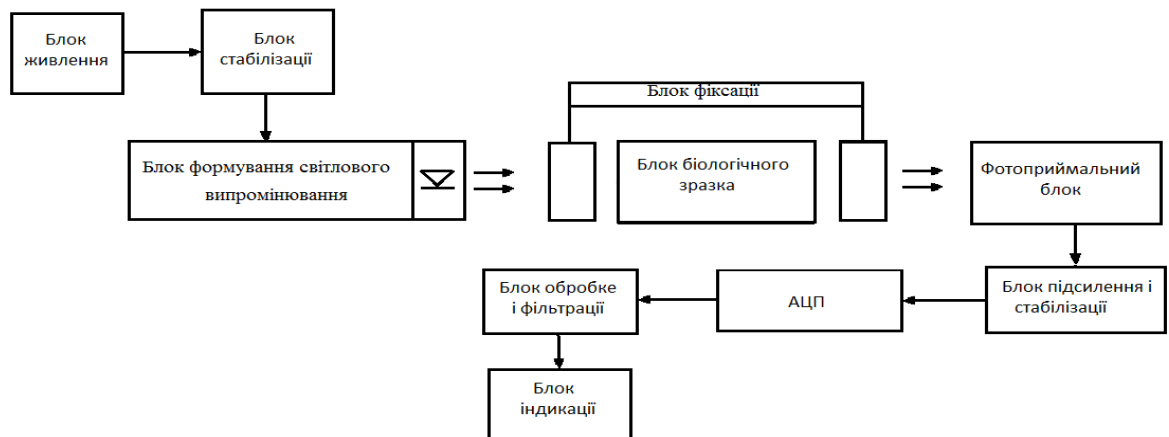 Блок
живлення
Блок
стабілізації
Блок фіксації
Блок формування світлового
випромінювання
Блок біологічного
зразка
Фотоприймальний
блок
Блок обробке
і фільтрації
АЦП
Блок підсилення і
стабілізації
Блок
індикації